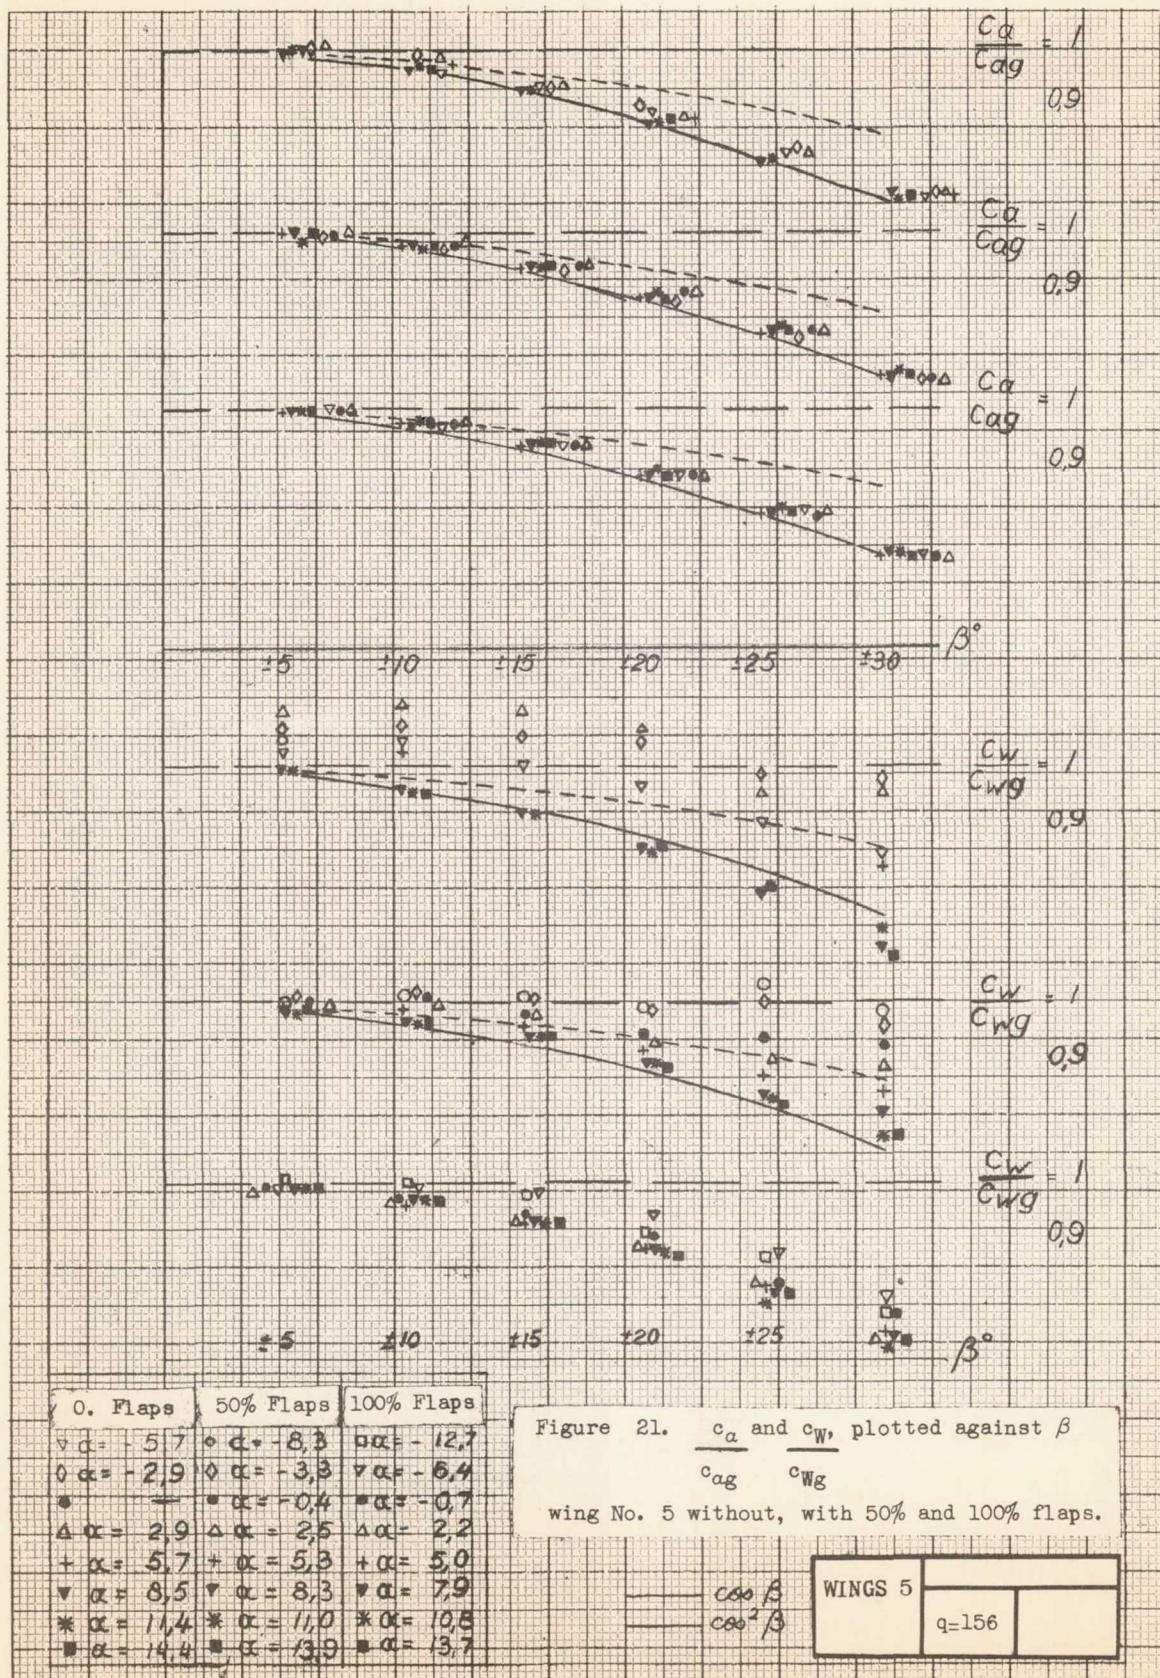 Ca
Cag = 1
0,9
Ca
Cag = 1
0,9
Ca
Cag = 1
0,9
±5 ±10 ±15 ±20 ±25 ±30 β°
Cw
Cwg = 1
0,9
Cw
Cwg = 1
0,9
Cw
Cwg = 1
0,9
±5 ±10 ±15 ±20 ±25 β°
0. Flaps 50% Flaps 100% Flaps
▽ α = -5,7 ○ α = -8,3 □ α = -12,7
◊ α = -2,9 ◊ α = -3,3 ▽ α = -6,4
● — ● α = -0,4 ● α = -0,7
△ α = 2,9 △ α = 2,5 △ α = 2,2
+ α = 5,7 + α = 5,3 + α = 5,0
▼ α = 8,5 ▼ α = 8,3 ▼ α = 7,9
* α = 11,4 * α = 11,0 * α = 10,8
■ α = 14,4 ■ α = 13,9 ■ α = 13,7
Figure 21. cα and cW, plotted against β
cαg cWg
wing No. 5 without, with 50% and 100% flaps.
cos β
cos² β
WINGS 5
q=156